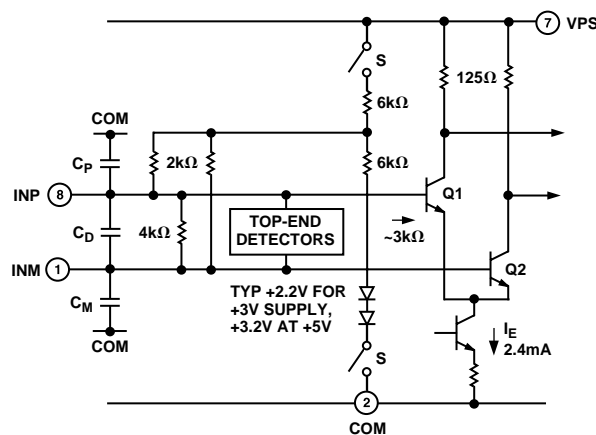 7
VPS
S
6kΩ
125Ω
COM
CP
2kΩ
6kΩ
INP
8
Q1
CD
4kΩ
TOP-END
DETECTORS
~3kΩ
INM
1
Q2
CM
TYP +2.2V FOR
+3V SUPPLY,
+3.2V AT +5V
COM
S
IE
2.4mA
2
COM